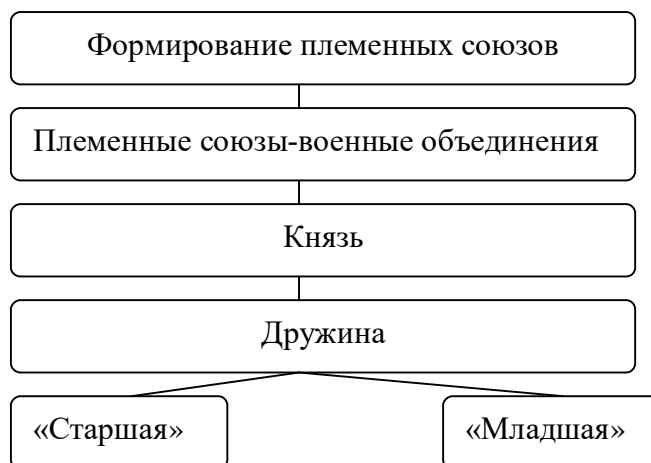 Формирование племенных союзов
Племенные союзы-военные объединения
Князь
Дружина
«Старшая»
«Младшая»